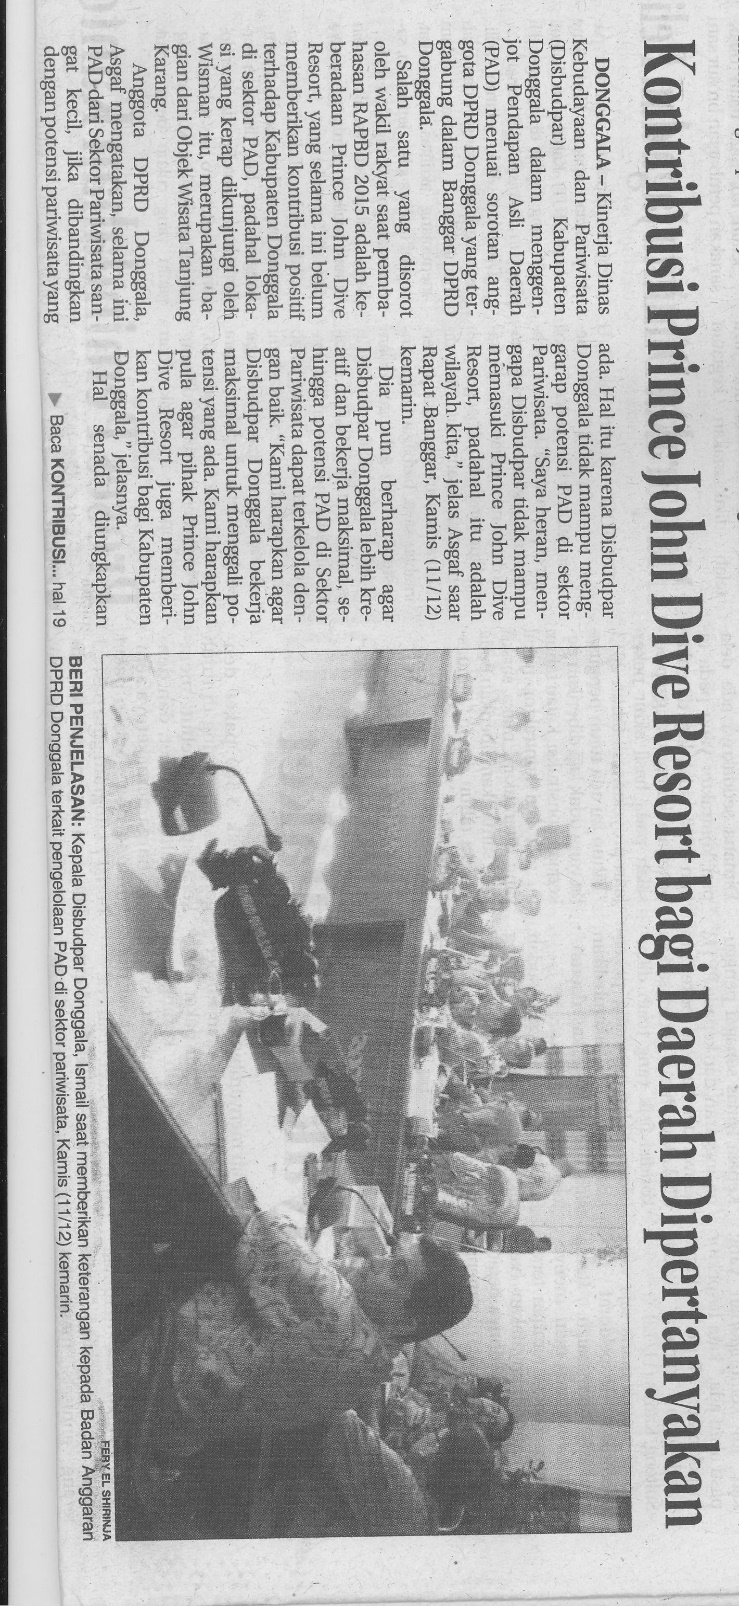 Kontribusi Prince John Dive Resort bagi Daerah Dipertanyakan
DONGGALA – Kinerja Dinas
Kebudayaan dan Pariwisata
(Disbudpar) Kabupaten
Donggala dalam menggen-
jot Pendapan Asli Daerah
(PAD) menuai sorotan ang-
gota DPRD Donggala yang ter-
gabung dalam Banggar DPRD
Donggala.
Salah satu yang disorot
oleh wakil rakyat saat pemba-
hasan RAPBD 2015 adalah ke-
beradaan Prince John Dive
Resort, yang selama ini belum
memberikan kontribusi positif
terhadap Kabupaten Donggala
di sektor PAD, padahal loka-
si yang kerap dikunjungi oleh
Wisman itu, merupakan ba-
gian dari Objek Wisata Tanjung
Karang.
Anggota DPRD Donggala,
Asgaf mengatakan, selama ini
PAD dari Sektor Pariwisata san-
gat kecil, jika dibandingkan
dengan potensi pariwisata yang
ada. Hal itu karena Disbudpar
Donggala tidak mampu meng-
garap potensi PAD di sektor
Pariwisata. "Saya heran, men-
gapa Disbudpar tidak mampu
memasuki Prince John Dive
Resort, padahal itu adalah
wilayah kita," jelas Asgaf saar
Rapat Banggar, Kamis (11/12)
kemarin.
Dia pun berharap agar
Disbudpar Donggala lebih kre-
atif dan bekerja maksimal, se-
hingga potensi PAD di Sektor
Pariwisata dapat terkelola den-
gan baik. "Kami harapkan agar
Disbudpar Donggala bekerja
maksimal untuk menggali po-
tensi yang ada. Kami harapkan
pula agar pihak Prince John
Dive Resort juga memberi-
kan kontribusi bagi Kabupaten
Donggala," jelasnya.
Hal senada diungkapkan
Baca KONTRIBUSI... hal 19
FERY EL SHIRINJA
BERI PENJELASAN: Kepala Disbudpar Donggala, Ismail saat memberikan keterangan kepada Badan Anggaran
DPRD Donggala terkait pengelolaan PAD di sektor pariwisata, Kamis (11/12) kemarin.